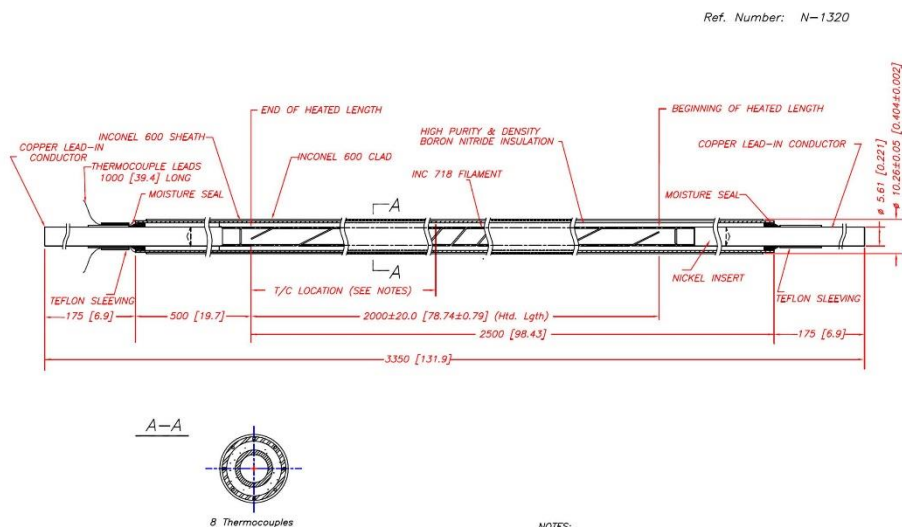 Ref. Number: N-1320
END OF HEATED LENGTH
BEGINNING OF HEATED LENGTH
INCONEL 600 SHEATH
HIGH PURITY & DENSITY
BORON NITRIDE INSULATION
COPPER LEAD-IN
CONDUCTOR
COPPER LEAD-IN CONDUCTOR
THERMOCOUPLE LEADS
1000 [39.4] LONG
INCONEL 600 CLAD
INC 718 FILAMENT
MOISTURE SEAL
MOISTURE SEAL
ø 5.61 [0.221]
ø 10.26±0.05 [0.404±0.002]
A
A
NICKEL INSERT
TEFLON SLEEVING
T/C LOCATION (SEE NOTES)
TEFLON SLEEVING
175 [6.9]
500 [19.7]
2000±20.0 [78.74±0.79] (Htd. Lgth)
2500 [98.43]
175 [6.9]
3350 [131.9]
A-A
8 Thermocouples
NOTES: